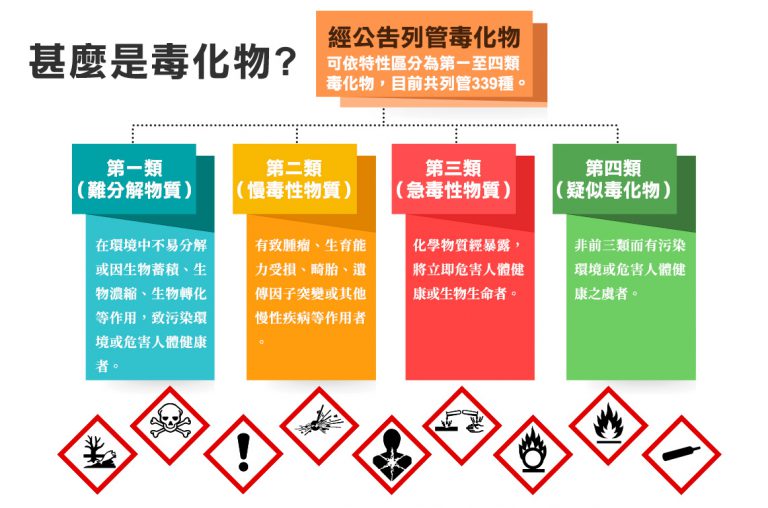 甚麼是毒化物?
經公告列管毒化物
可依特性區分為第一至四類
毒化物，目前共列管339種。
第一類
（難分解物質）
在環境中不易分解
或因生物蓄積、生
物濃縮、生物轉化
等作用，致污染環
境或危害人體健康
者。
第二類
（慢毒性物質）
有致腫瘤、生育能
力受損、畸胎、遺
傳因子突變或其他
慢性疾病等作用者
。
第三類
（急毒性物質）
化學物質經暴露，
將立即危害人體健
康或生物生命者。
第四類
（疑似毒化物）
非前三類而有污染
環境或危害人體健
康之虞者。